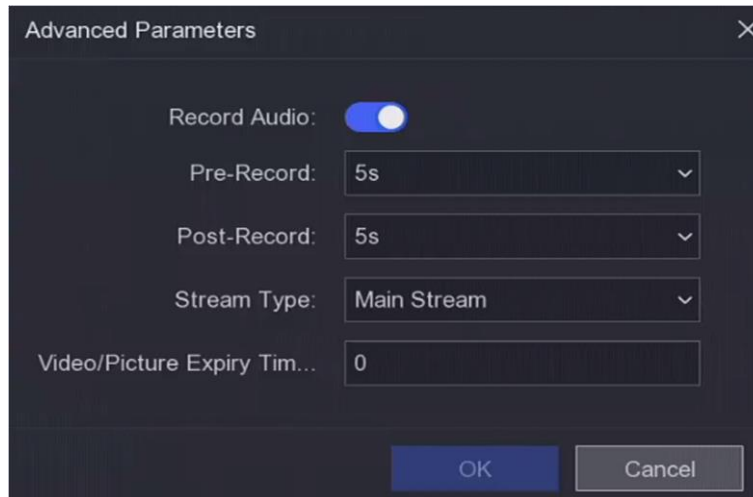 Advanced Parameters
Record Audio:
Pre-Record: 5s
Post-Record: 5s
Stream Type: Main Stream
Video/Picture Expiry Tim... 0
OK Cancel